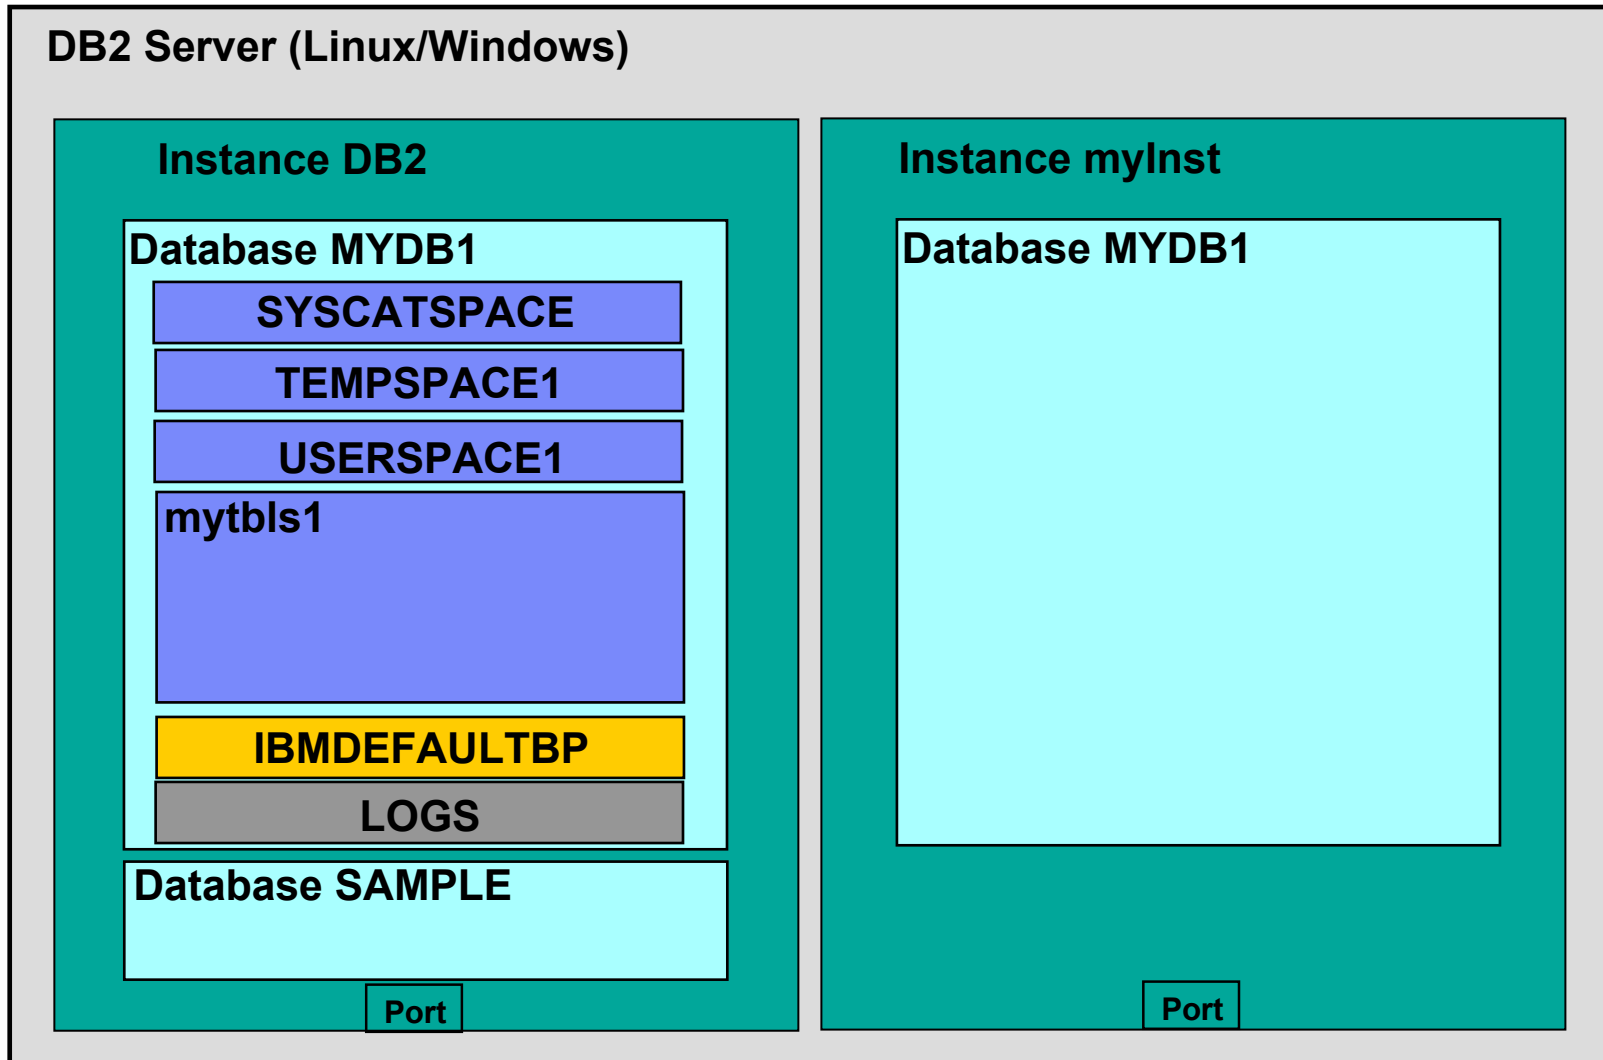 DB2 Server (Linux/Windows)
Instance DB2
Database MYDB1
SYSCATSPACE
TEMPSPACE1
USERSPACE1
mytbls1
IBMDEFAULTBP
LOGS
Database SAMPLE
Port
Instance myInst
Database MYDB1
Port